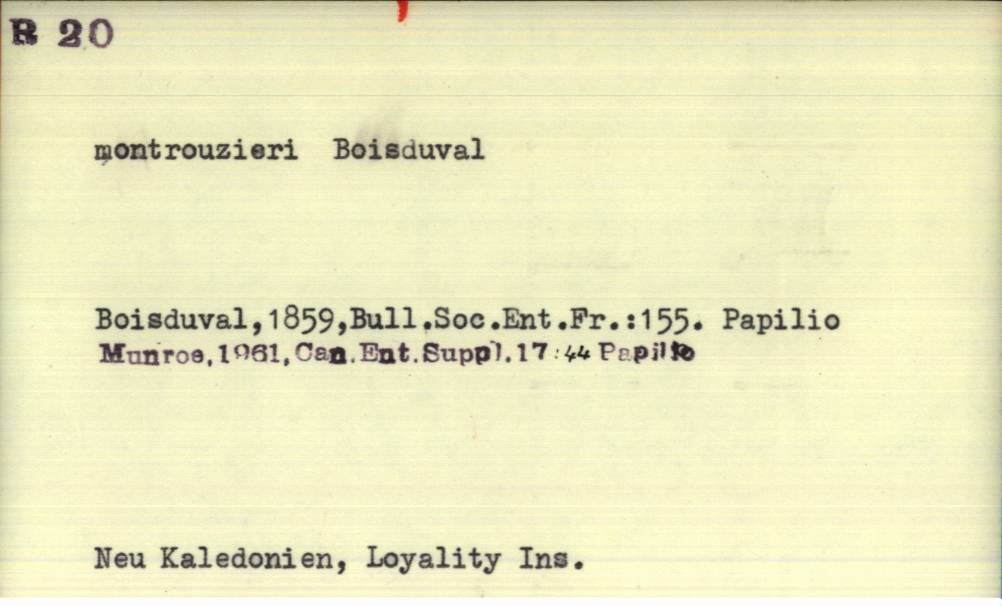 R 20
montrouzieri Boisduval
Boisduval,1859,Bull.Soc.Ent.Fr.:155. Papilio
Munroe,1961,Can.Ent.Suppl.17:44 Papilio
Neu Kaledonien, Loyality Ins.